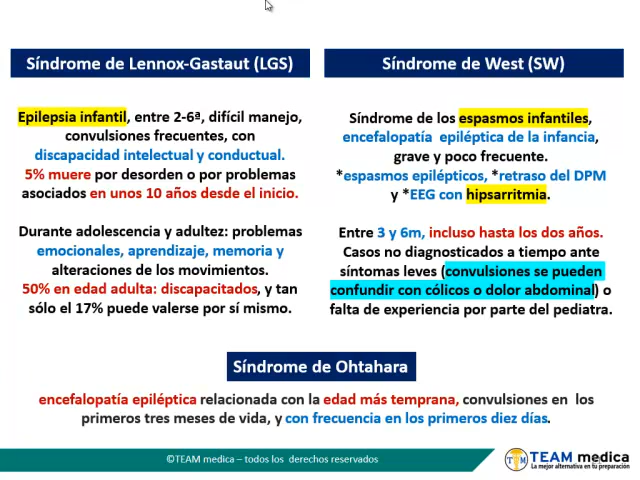 Síndrome de Lennox-Gastaut (LGS)
Epilepsia infantil, entre 2-6ª, difícil manejo,
convulsiones frecuentes, con
discapacidad intelectual y conductual.
5% muere por desorden o por problemas
asociados en unos 10 años desde el inicio.
Durante adolescencia y adultez: problemas
emocionales, aprendizaje, memoria y
alteraciones de los movimientos.
50% en edad adulta: discapacitados, y tan
sólo el 17% puede valerse por sí mismo.
Síndrome de West (SW)
Síndrome de los espasmos infantiles,
encefalopatía epiléptica de la infancia,
grave y poco frecuente.
*espasmos epilépticos, *retraso del DPM
y *EEG con hipsarritmia.
Entre 3 y 6m, incluso hasta los dos años.
Casos no diagnosticados a tiempo ante
síntomas leves (convulsiones se pueden
confundir con cólicos o dolor abdominal) o
falta de experiencia por parte del pediatra.
Síndrome de Ohtahara
encefalopatía epiléptica relacionada con la edad más temprana, convulsiones en los
primeros tres meses de vida, y con frecuencia en los primeros diez días.
©TEAM medica – todos los derechos reservados
TEAM medica
La mejor alternativa en tu preparación